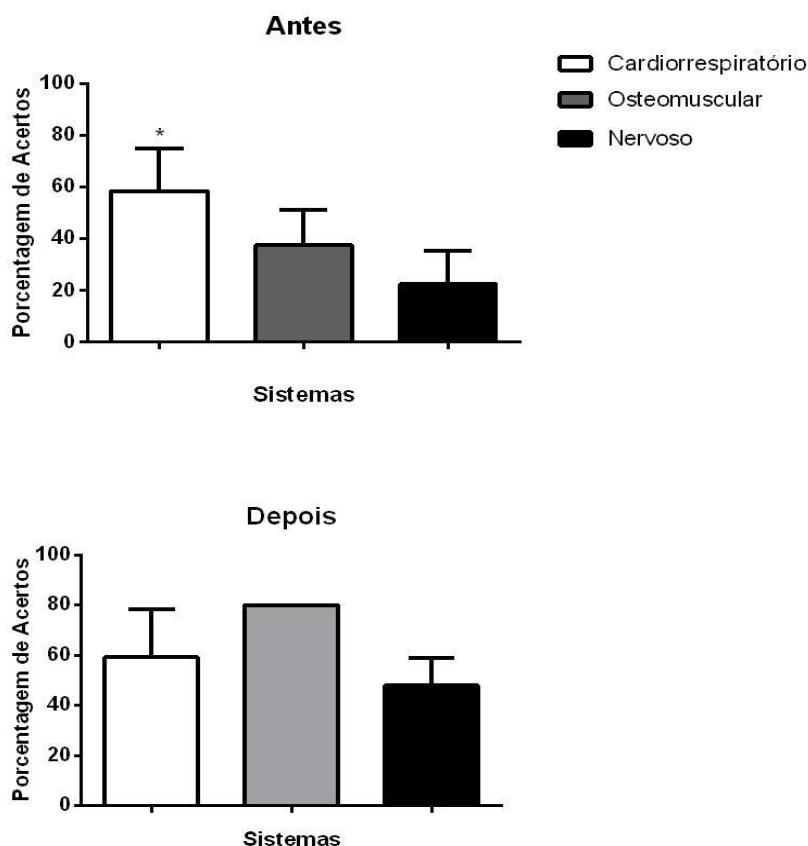 Antes
Cardiorrespiratório
Osteomuscular
Nervoso
Porcentagem de Acertos
100
80
60
40
20
0
*
Sistemas
Depois
Porcentagem de Acertos
100
80
60
40
20
0
Sistemas